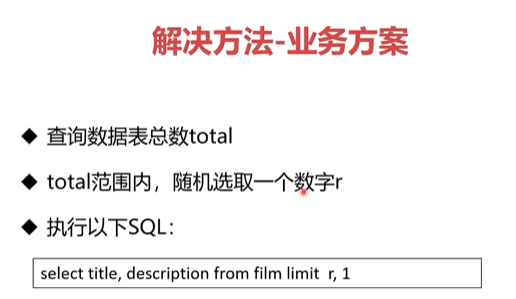 解决方法-业务方案
◆ 查询数据表总数total
◆ total范围内，随机选取一个数字r
◆ 执行以下SQL：
select title, description from film limit  r, 1